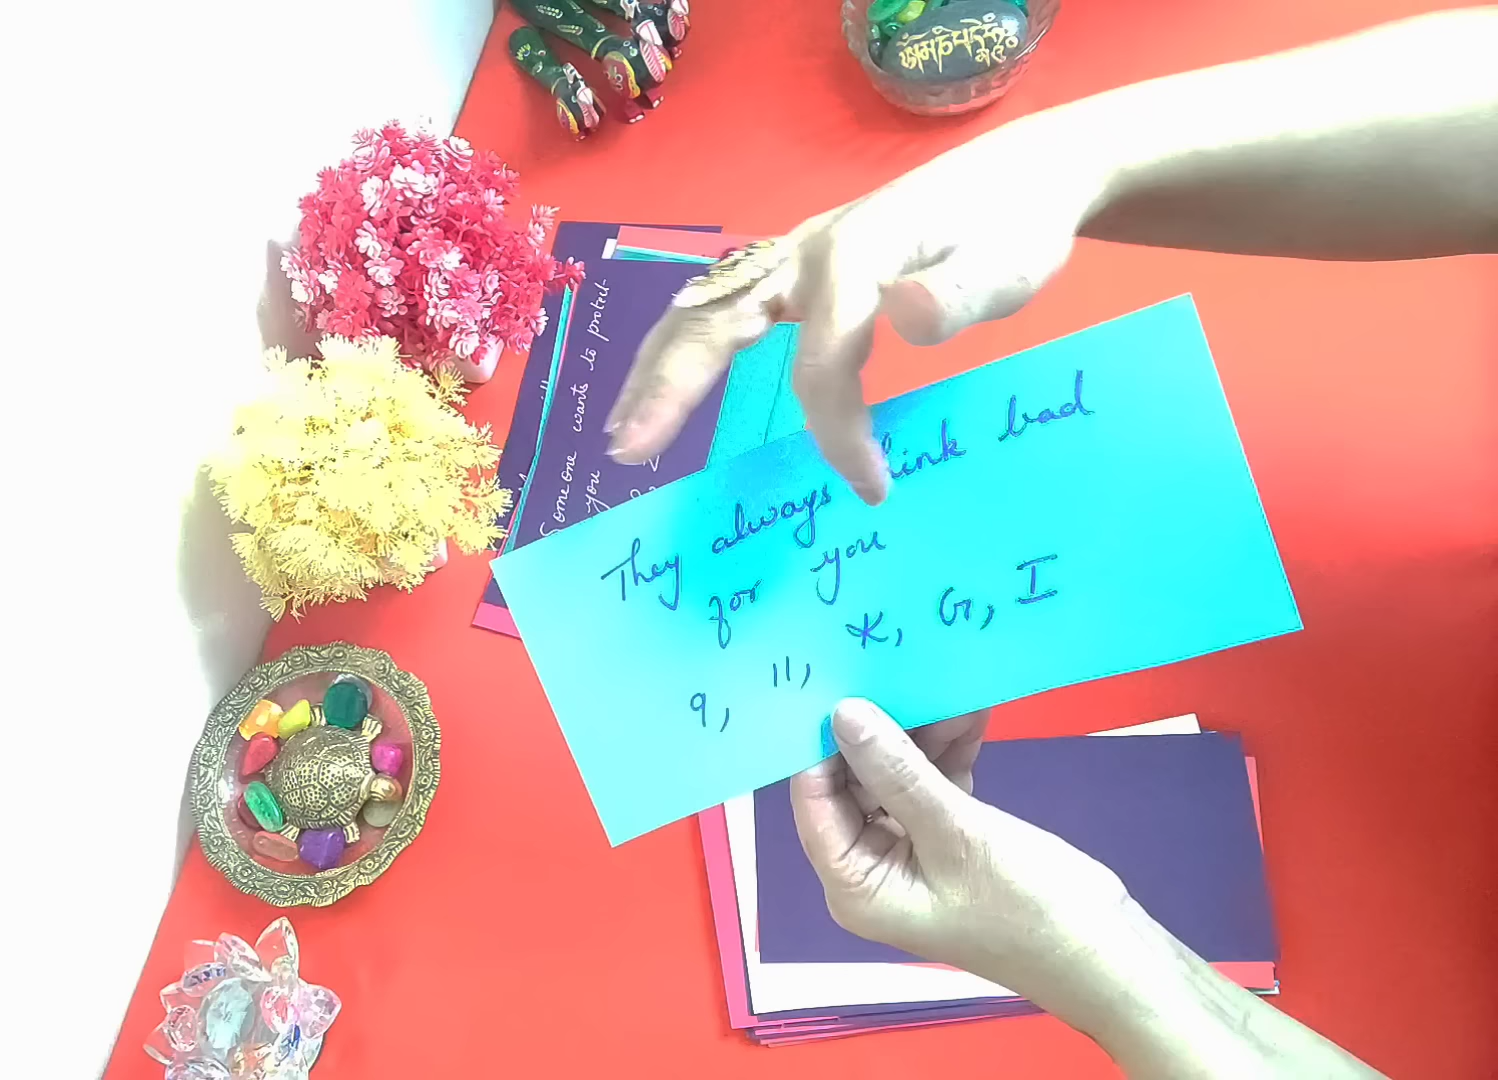 They always think bad
for you
9, 11, K, G, I
Someone wants to protect
you